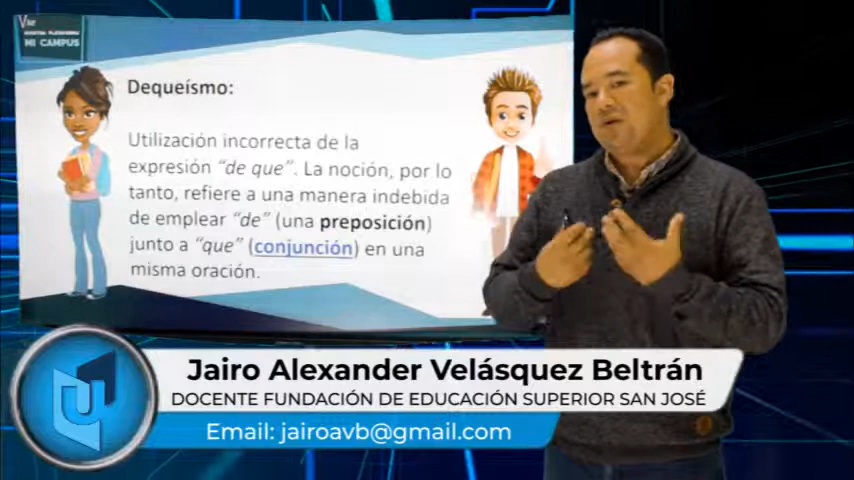 MI CAMPUS
Dequeísmo:
Utilización incorrecta de la
expresión “de que”. La noción, por lo
tanto, refiere a una manera indebida
de emplear “de” (una preposición)
junto a “que” (conjunción) en una
misma oración.
Jairo Alexander Velásquez Beltrán
DOCENTE FUNDACIÓN DE EDUCACIÓN SUPERIOR SAN JOSÉ
Email: jairoavb@gmail.com